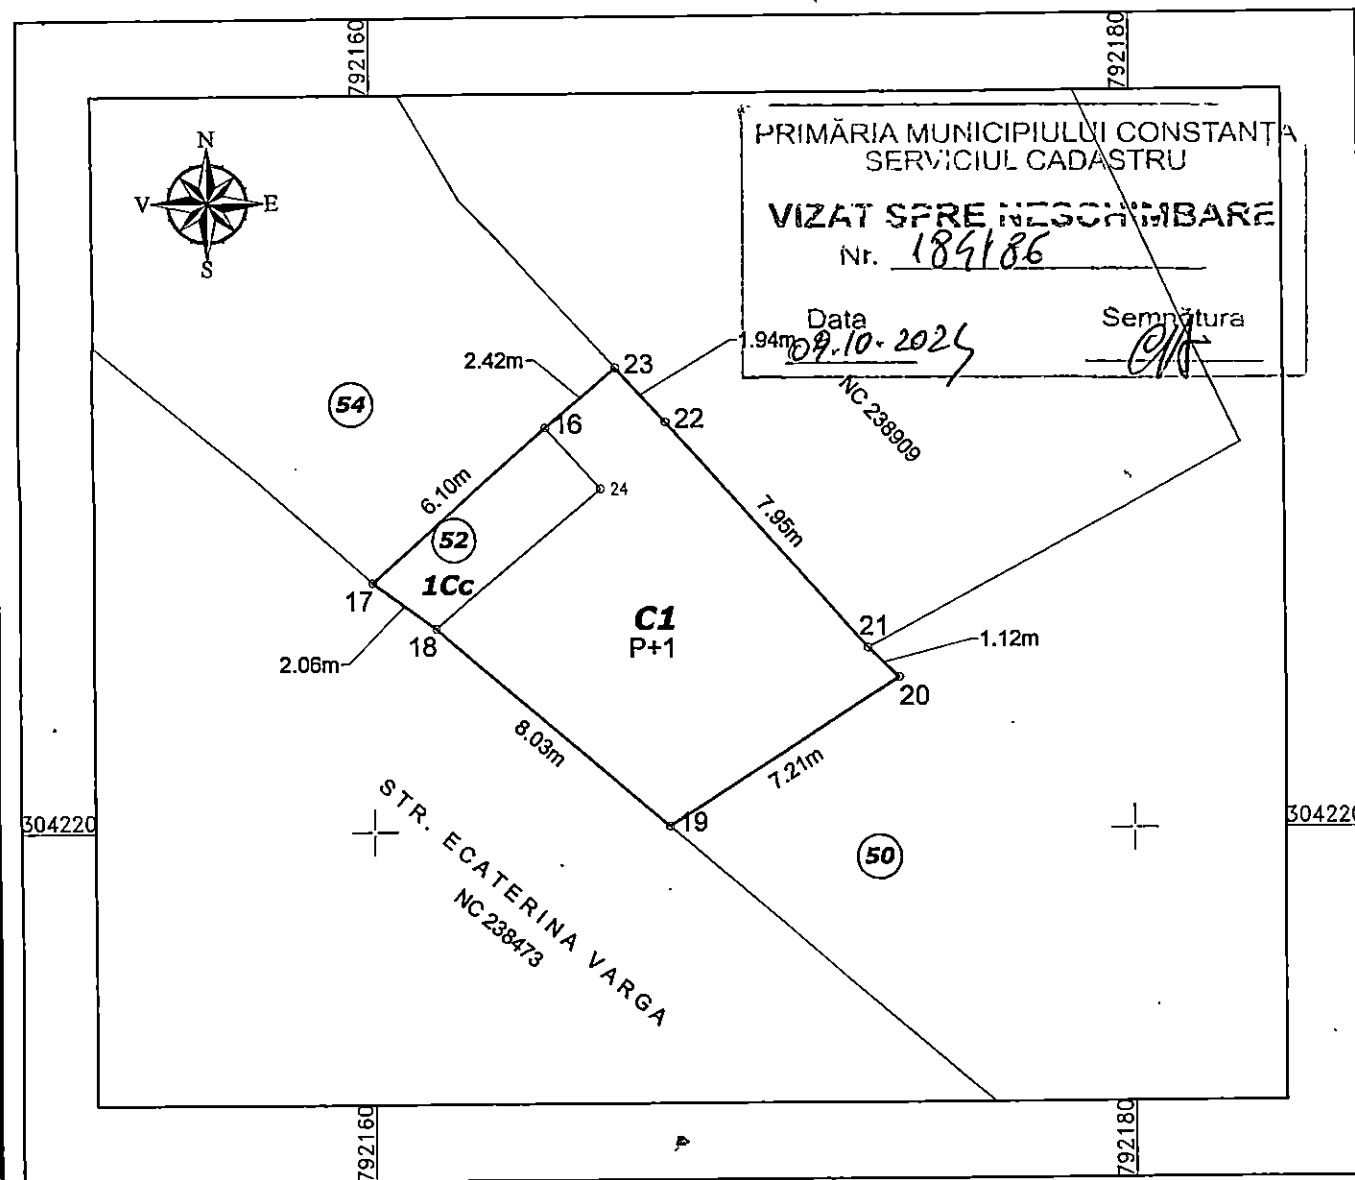 792160
792180
N
V
E
S
PRIMĂRIA MUNICIPIULUI CONSTANȚA
SERVICIUL CADASTRU
VIZAT SPRE NESCHIMBARE
Nr.
Data
Semnătura
09.10.2024
1.94m
2.42m
23
NC 238909
54
16
22
6.10m
24
7.95m
52
1Cc
17
C1
P+1
21
1.12m
18
2.06m
20
8.03m
7.21m
304220
19
304220
50
STR. ECATERINA VARGA
NC 238473
792160
792180